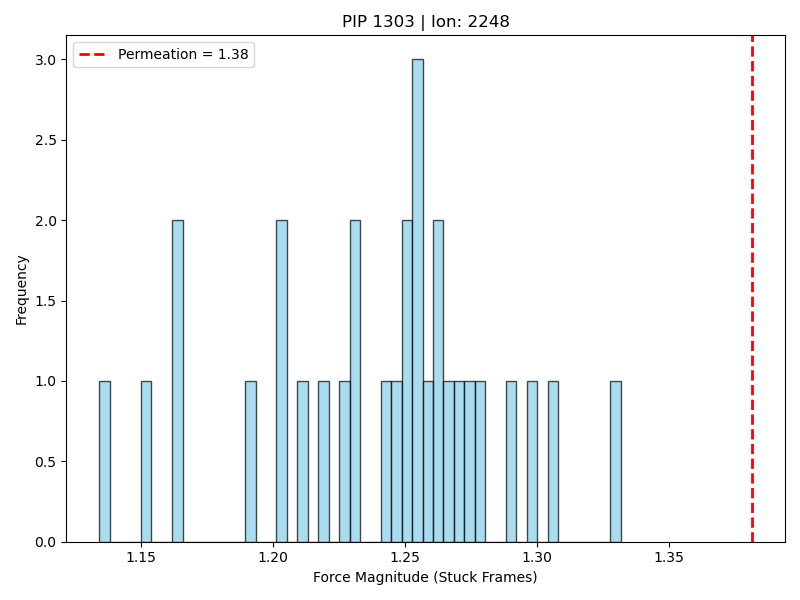 PIP 1303 | Ion: 2248
Permeation = 1.38
Frequency
3.0
2.5
2.0
1.5
1.0
0.5
0.0
1.15 1.20 1.25 1.30 1.35
Force Magnitude (Stuck Frames)